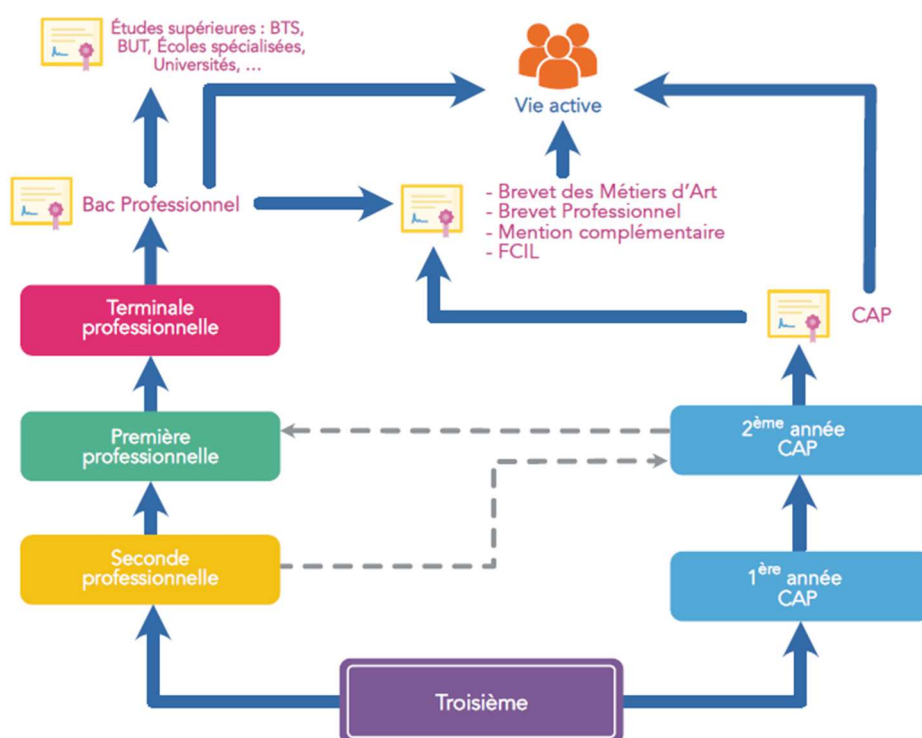 Études supérieures : BTS,
BUT, Écoles spécialisées,
Universités, ...
Vie active
Bac Professionnel
- Brevet des Métiers d'Art
- Brevet Professionnel
- Mention complémentaire
- FCIL
Terminale
professionnelle
CAP
Première
professionnelle
2ème année
CAP
Seconde
professionnelle
1ère année
CAP
Troisième